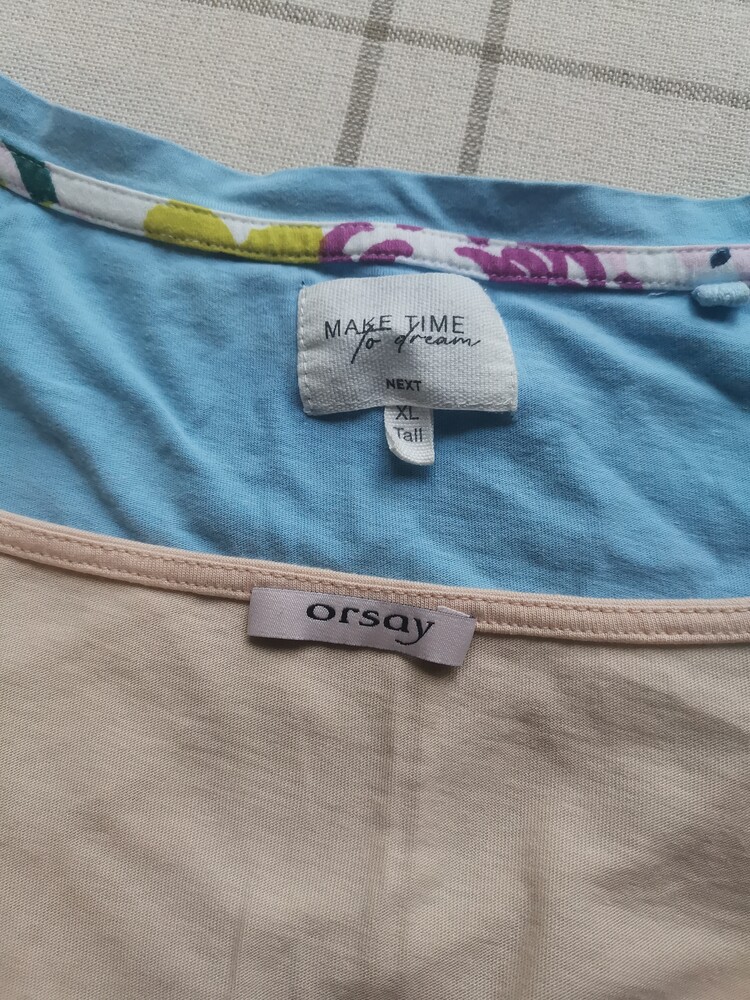 MAKE TIME
to dream
NEXT
XL
Tall
orsay